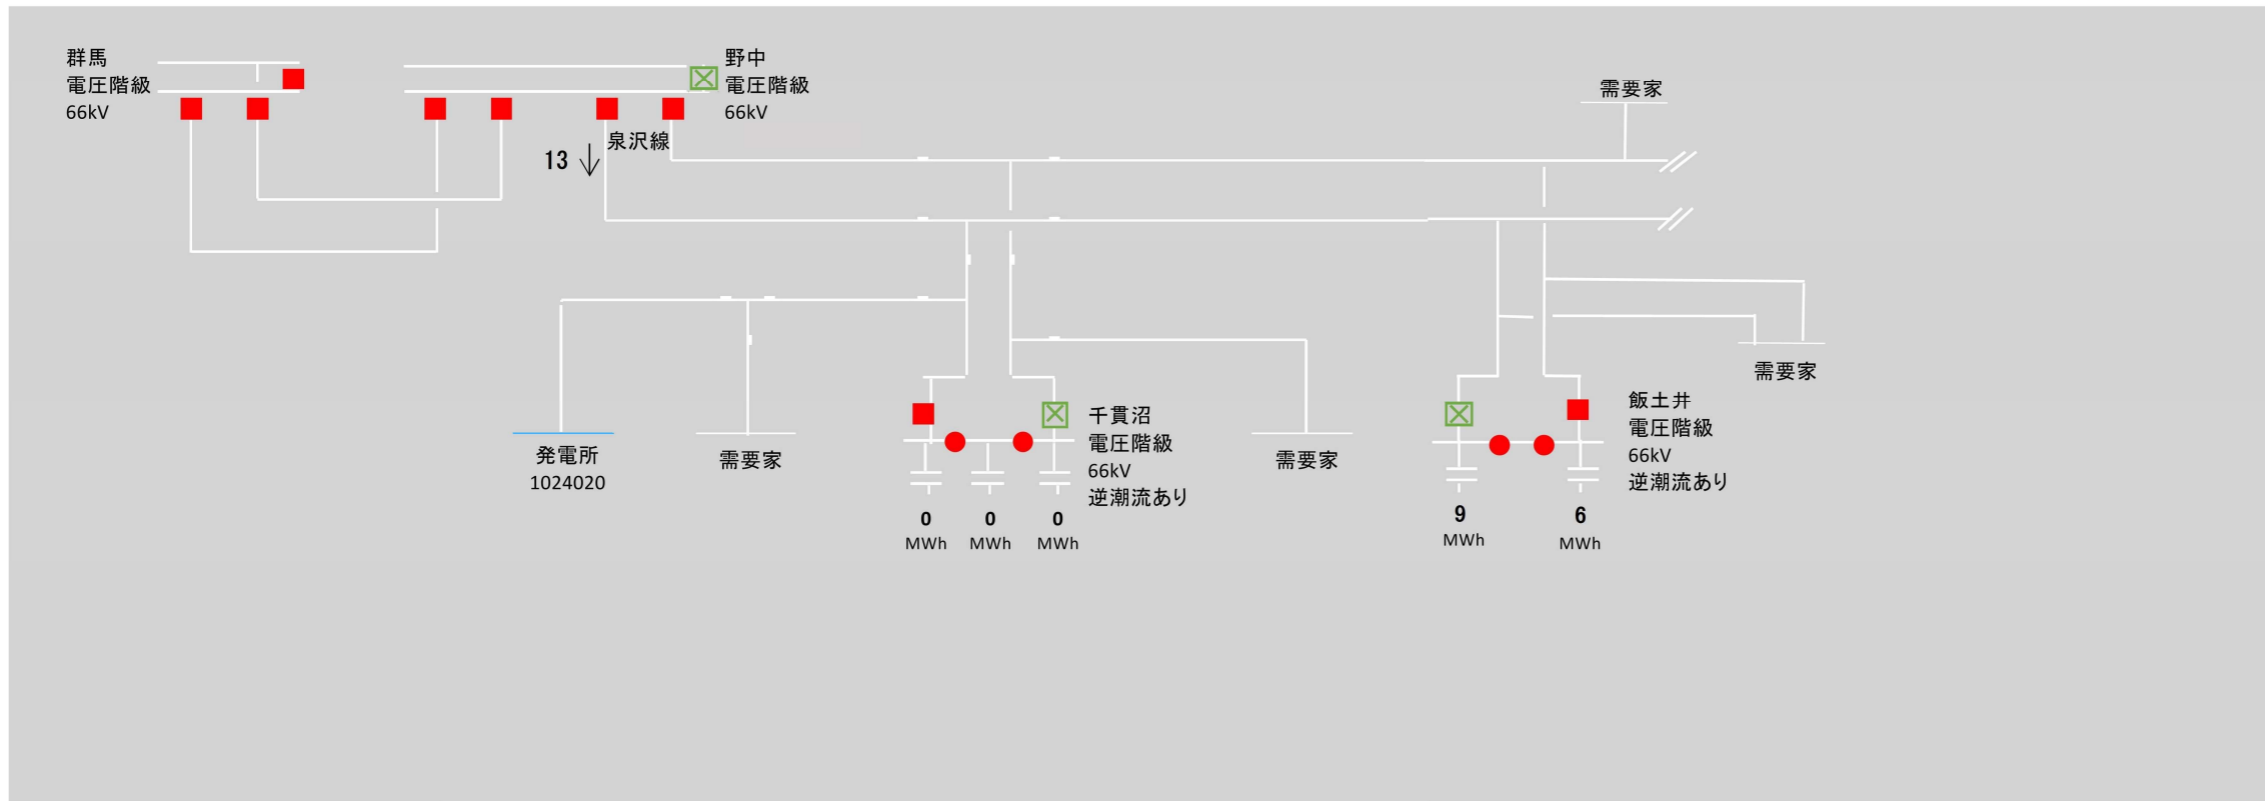 群馬
電圧階級
66kV
野中
電圧階級
66kV
需要家
泉沢線
13
需要家
発電所
1024020
需要家
千貫沼
電圧階級
66kV
逆潮流あり
需要家
飯土井
電圧階級
66kV
逆潮流あり
0
0
0
MWh
MWh
MWh
9
6
MWh
MWh